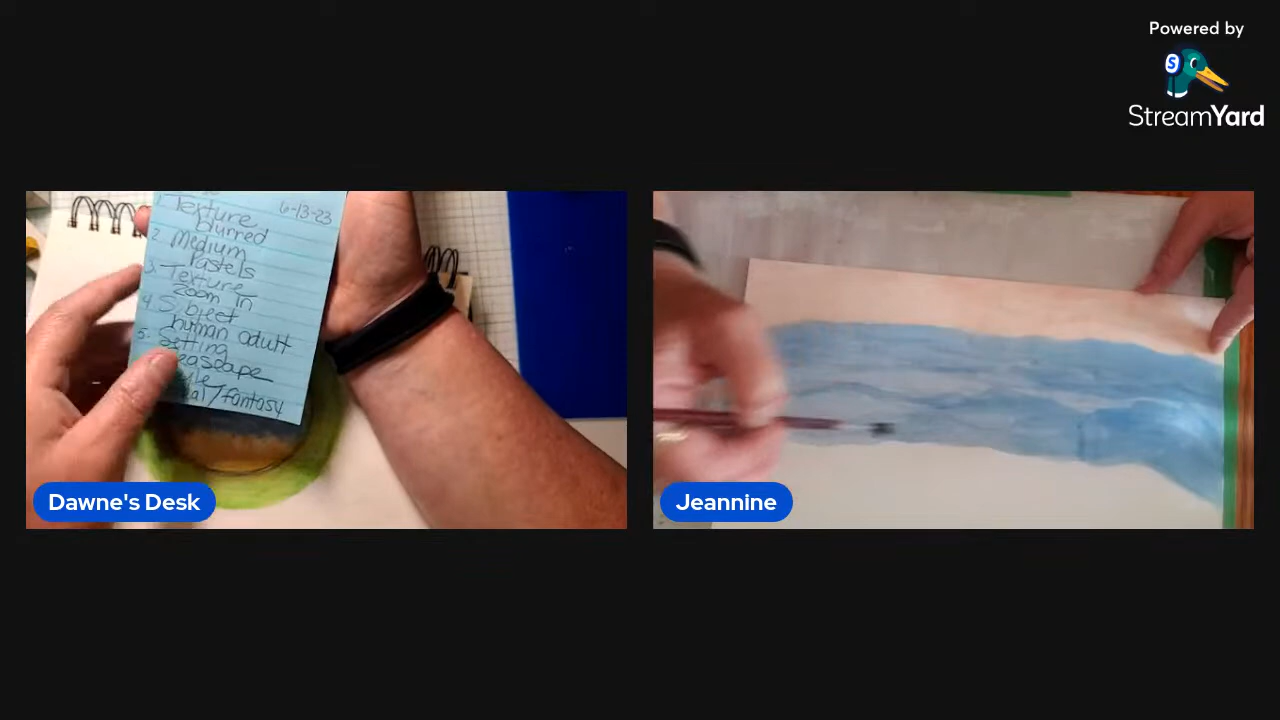 Powered by
StreamYard
1. Texture 6-13-23
blurred
2. Medium
Pastels
3. Texture
Zoom in
4. Subject
human adult
5. Setting
seascape
/fantasy
Dawne's Desk
Jeannine